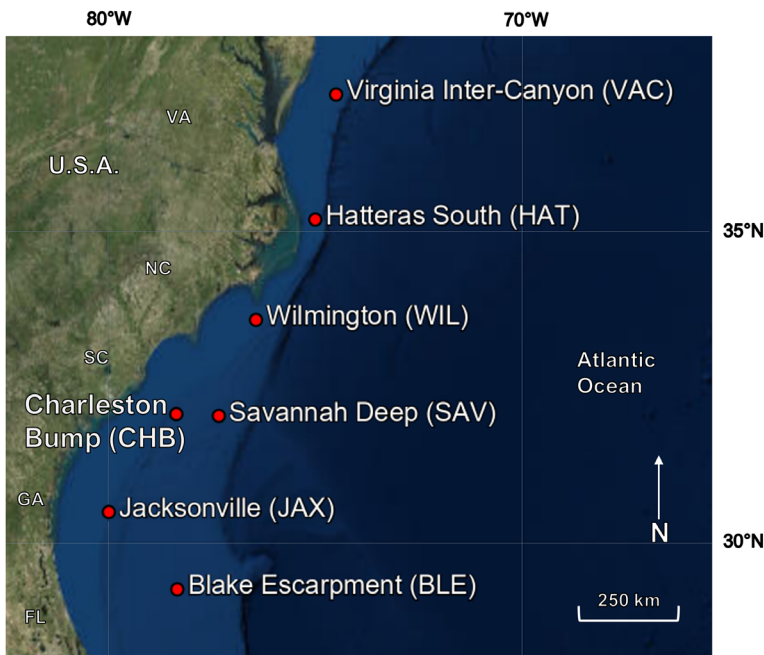 80°W
70°W
Virginia Inter-Canyon (VAC)
VA
U.S.A.
Hatteras South (HAT)
35°N
NC
Wilmington (WIL)
SC
Atlantic
Ocean
Charleston
Bump (CHB)
Savannah Deep (SAV)
GA
Jacksonville (JAX)
N
30°N
Blake Escarpment (BLE)
250 km
FL